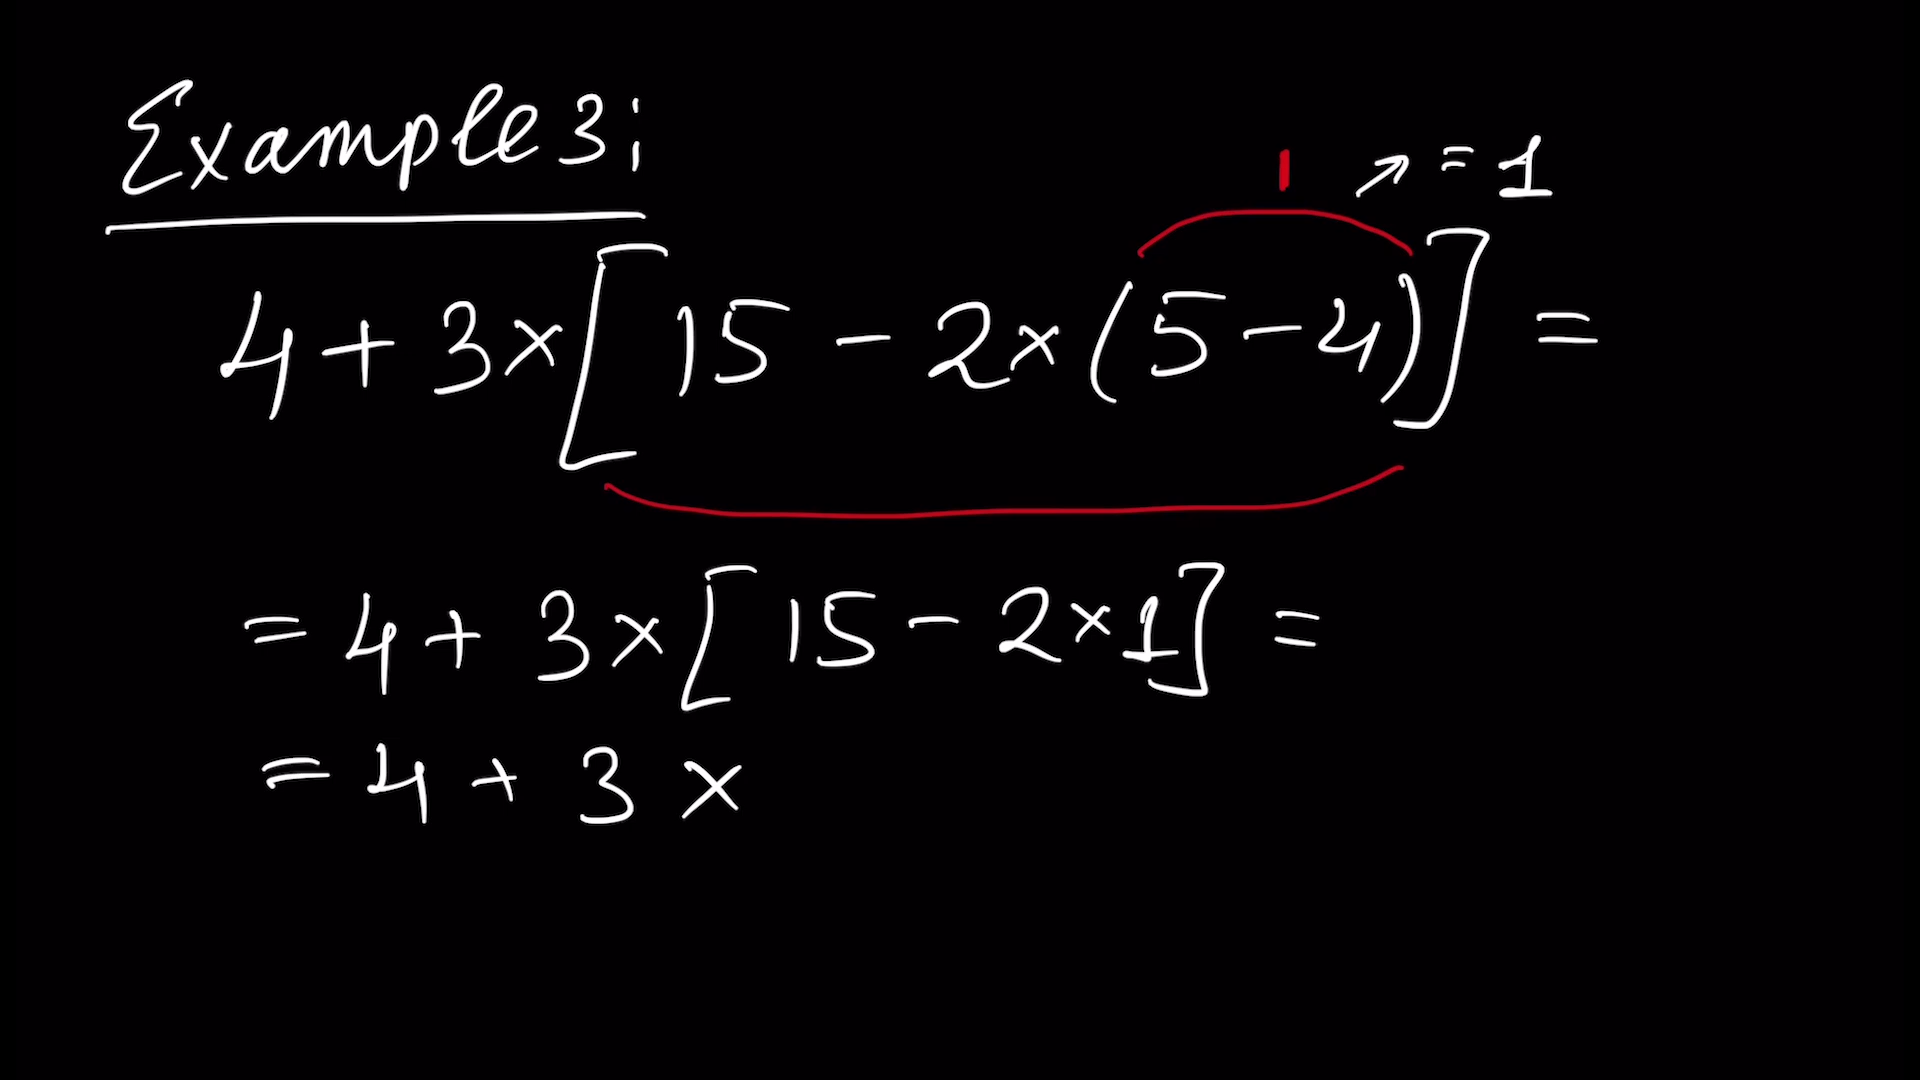 Example 3:
1 ↗ = 1
4 + 3 × [ 15 - 2 × (5 - 4) ] =
= 4 + 3 × [ 15 - 2 × 1 ] =
= 4 + 3 ×